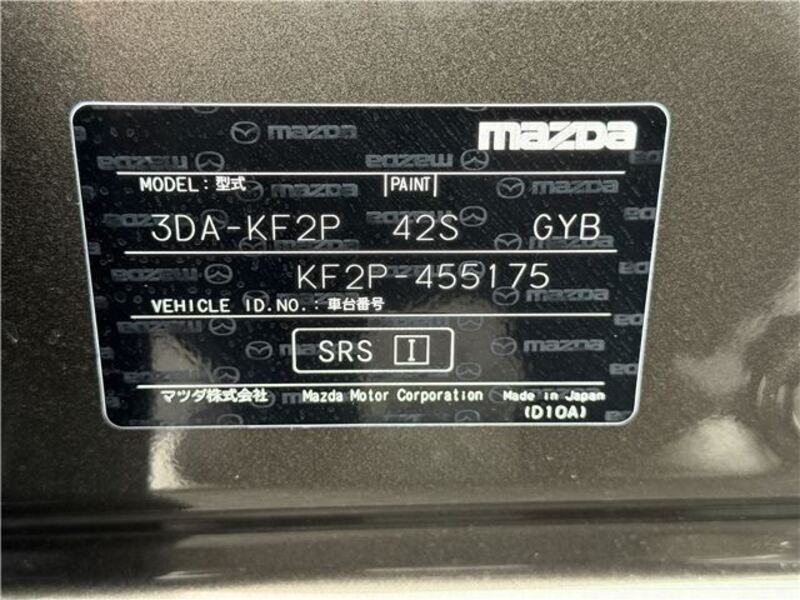 mazda
MODEL:型式 PAINT
3DA-KF2P 42S GYB
KF2P-455175
VEHICLE ID.NO.:車台番号
SRS I
マツダ株式会社 Mazda Motor Corporation Made in Japan
(D10A)